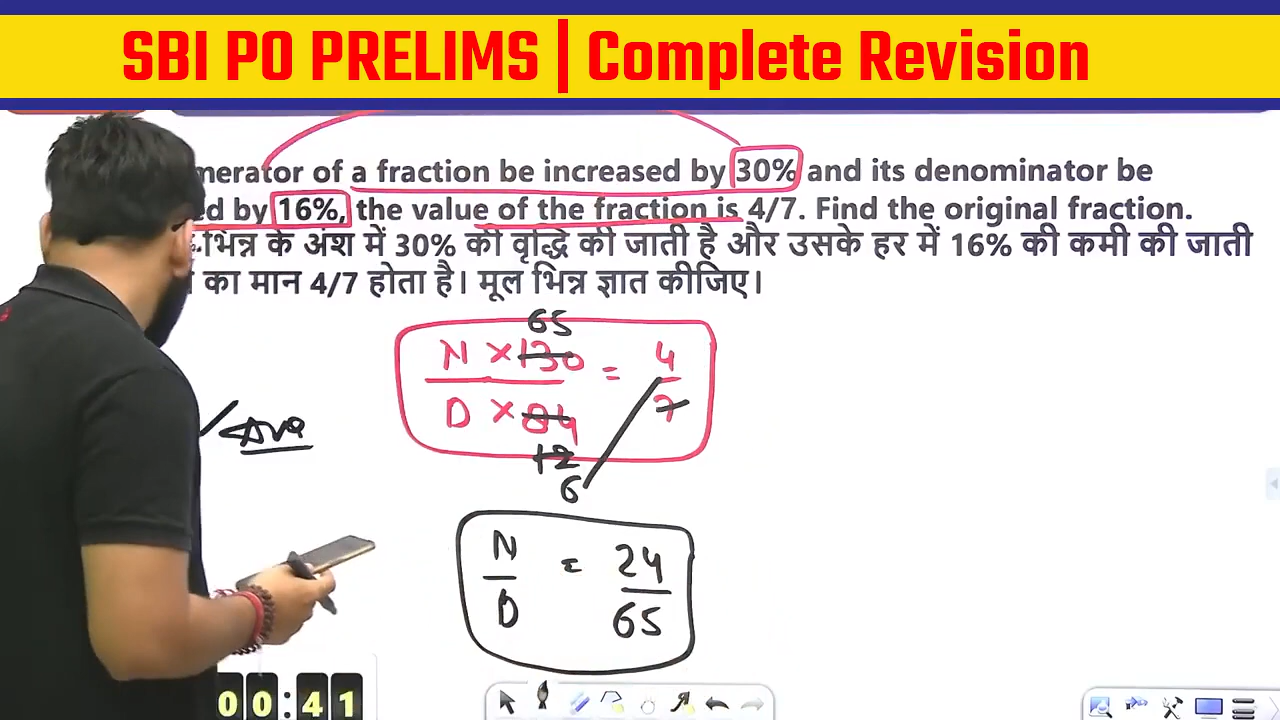 SBI PO PRELIMS | Complete Revision
merator of a fraction be increased by 30% and its denominator be
ed by 16%, the value of the fraction is 4/7. Find the original fraction.
भिन्न के अंश में 30% की वृद्धि की जाती है और उसके हर में 16% की कमी की जाती
का मान 4/7 होता है। मूल भिन्न ज्ञात कीजिए।
65
N × 130 = 4
D × 84 7
12
6
Ans
N = 24
D 65
00:41